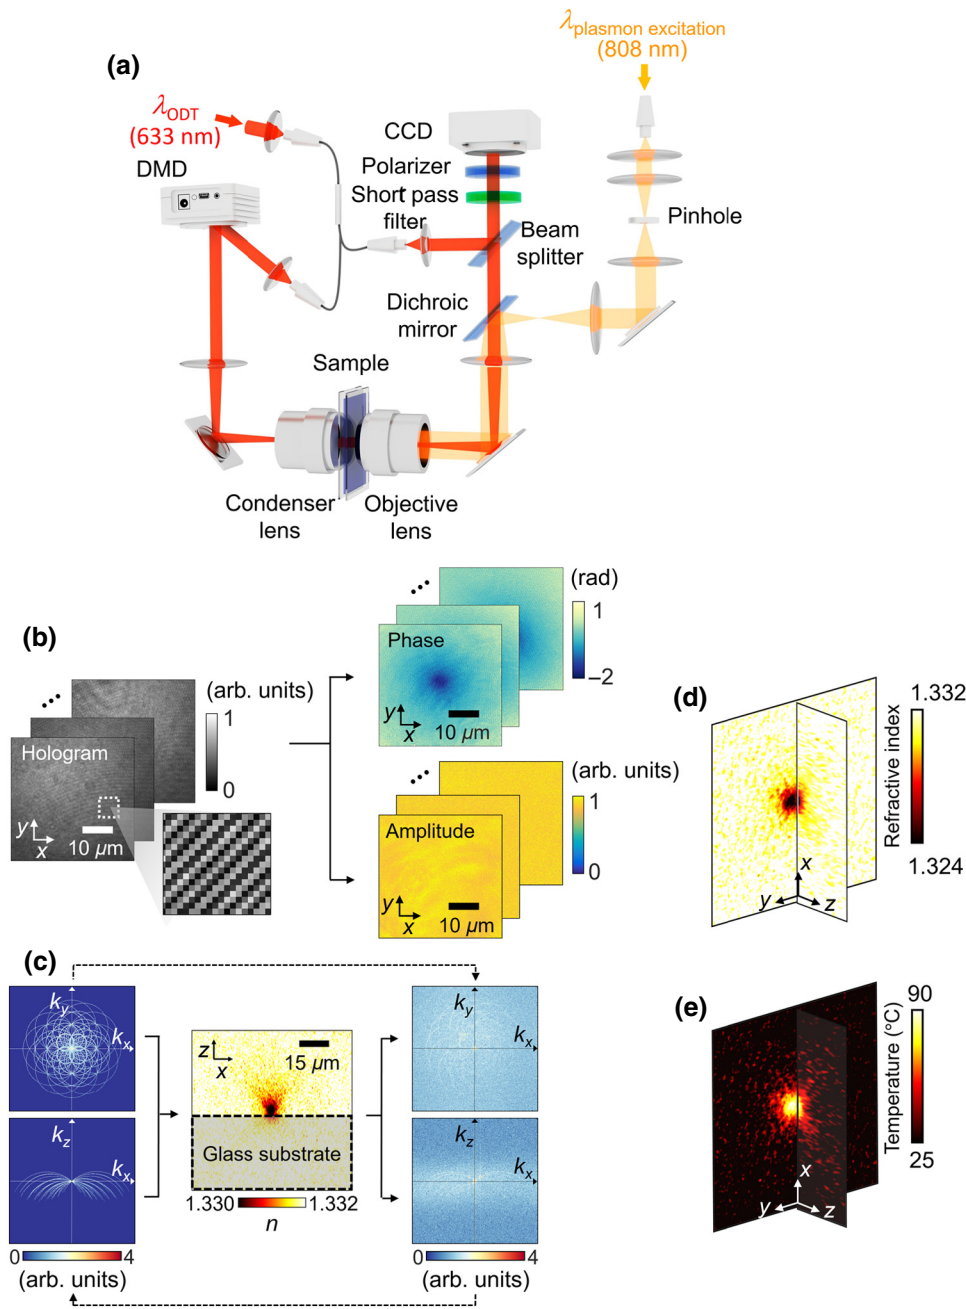 (a)
λplasmon excitation
(808 nm)
λODT
(633 nm)
DMD
CCD
Polarizer
Short pass
filter
Beam
splitter
Pinhole
Dichroic
mirror
Sample
Condenser
lens
Objective
lens
(b)
(arb. units)
1
0
Hologram
y
x
10 μm
(rad)
1
−2
Phase
y
x
10 μm
(arb. units)
1
0
Amplitude
y
x
10 μm
(c)
ky
kx
kz
kx
0
4
(arb. units)
z
x
15 μm
Glass substrate
1.330
1.332
n
ky
kx
kz
kx
0
4
(arb. units)
(d)
1.332
Refractive index
1.324
x
y
z
(e)
90
Temperature (°C)
25
x
y
z